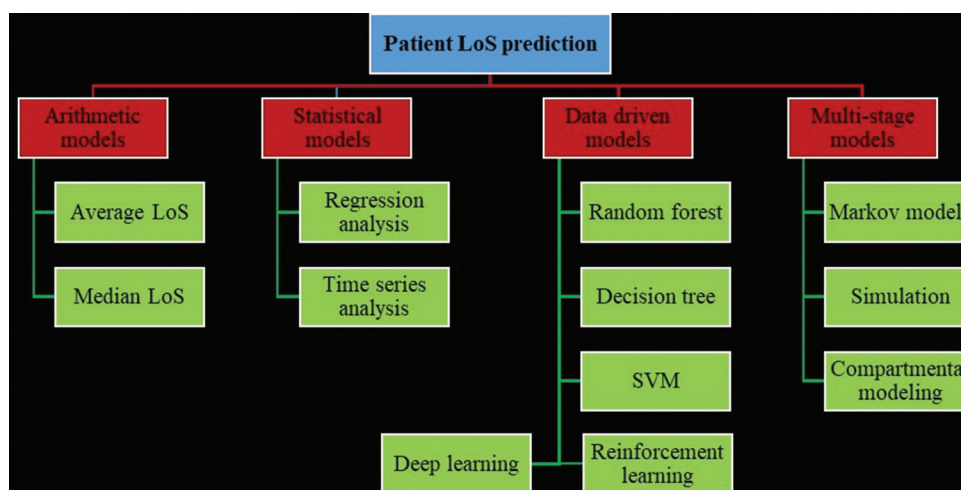 Patient LoS prediction
Arithmetic
models
Statistical
models
Data driven
models
Multi-stage
models
Average LoS
Median LoS
Regression
analysis
Time series
analysis
Random forest
Decision tree
SVM
Deep learning
Reinforcement
learning
Markov model
Simulation
Compartmenta
modeling